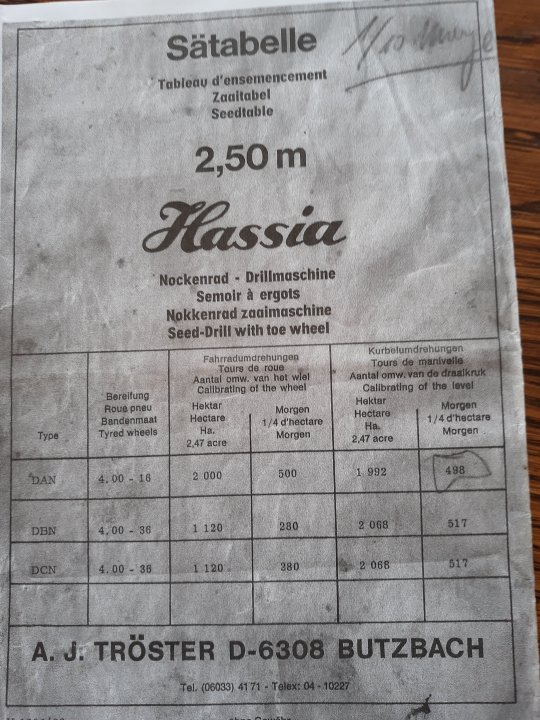 Sätabelle
Tableau d'ensemencement
Zaaitabel
Seedtable
2,50 m
Hassia
Nockenrad - Drillmaschine
Semoir à ergots
Nokkenrad zaaimaschine
Seed-Drill with toe wheel
Type
Bereifung
Roue pneu
Bandenmaat
Tyred wheels
Fahrradumdrehungen
Tours de roue
Aantal omw. van het wiel
Calibrating of the wheel
Hektar
Hectare
Ha.
2,47 acre
Morgen
1/4 d'hectare
Morgen
Kurbelumdrehungen
Tours de manivelle
Aantal omw. van de draaikruk
Calibrating of the level
Hektar
Hectare
Ha.
2,47 acre
Morgen
1/4 d'hectare
Morgen
DAN 4.00 - 16 2 000 500 1 992 498
DBN 4.00 - 36 1 120 280 2 068 517
DCN 4.00 - 36 1 120 280 2 068 517
A. J. TRÖSTER D-6308 BUTZBACH
Tel. (06033) 41 71 - Telex: 04 - 10227